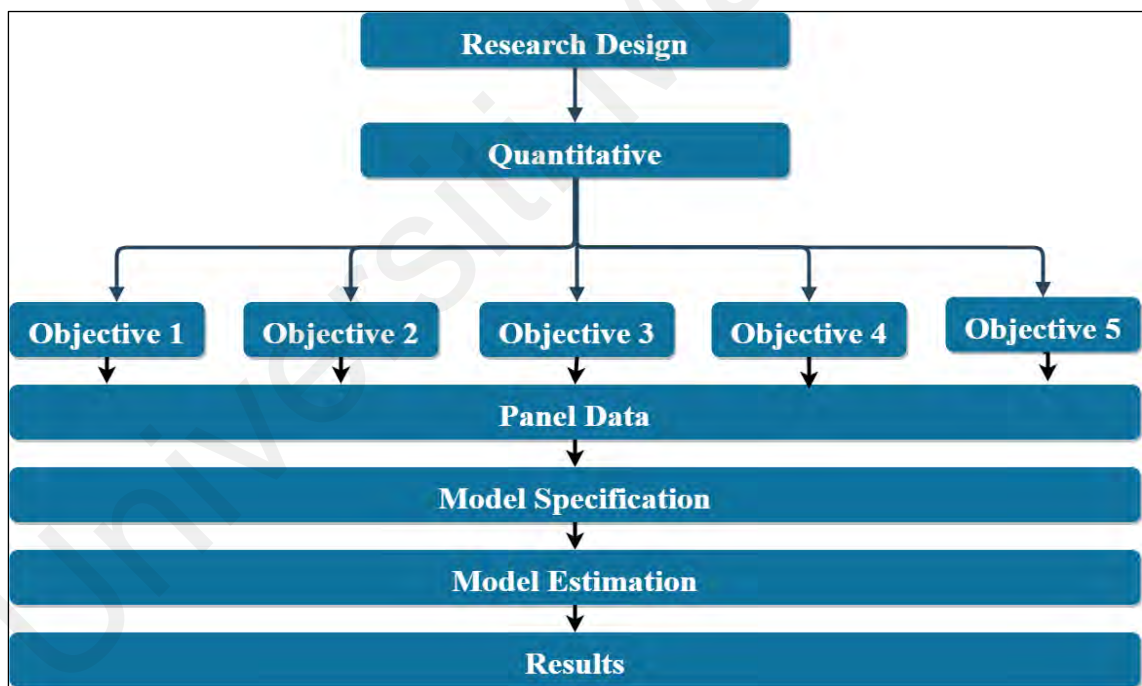 Research Design
Quantitative
Objective 1
Objective 2
Objective 3
Objective 4
Objective 5
Panel Data
Model Specification
Model Estimation
Results